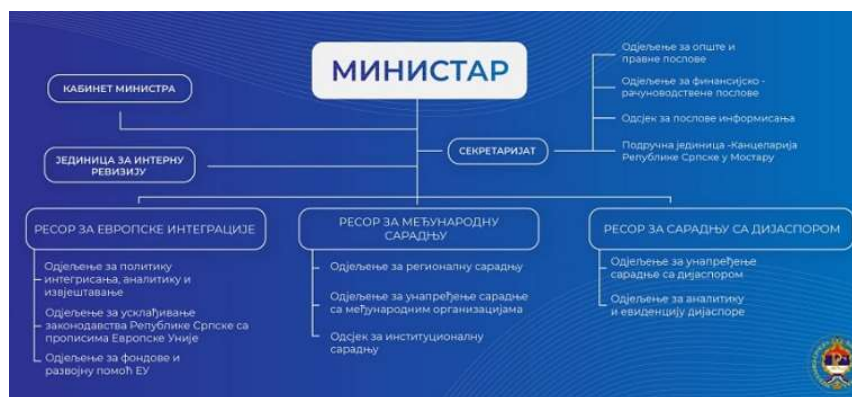 МИНИСТАР
КАБИНЕТ МИНИСТРА
ЈЕДИНИЦА ЗА ИНТЕРНУ
РЕВИЗИЈУ
СЕКРЕТАРИЈАТ
Одјељење за опште и
правне послове
Одјељење за финансијско -
рачуноводствене послове
Одсјек за послове информисања
Подручна јединица -Канцеларија
Републике Српске у Мостару
РЕСОР ЗА ЕВРОПСКЕ ИНТЕГРАЦИЈЕ
Одјељење за политику
интегрисања, аналитику и
извјештавање
Одјељење за усклађивање
законодавства Републике Српске са
прописима Европске Уније
Одјељење за фондове и
развојну помоћ ЕУ
РЕСОР ЗА МЕЂУНАРОДНУ
САРАДЊУ
Одјељење за регионалну сарадњу
Одјељење за унапређење сарадње
са међународним организацијама
Одсјек за институционалну
сарадњу
РЕСОР ЗА САРАДЊУ СА ДИЈАСПОРОМ
Одјељење за унапређење
сарадње са дијаспором
Одјељење за аналитику
и евиденцију дијаспоре